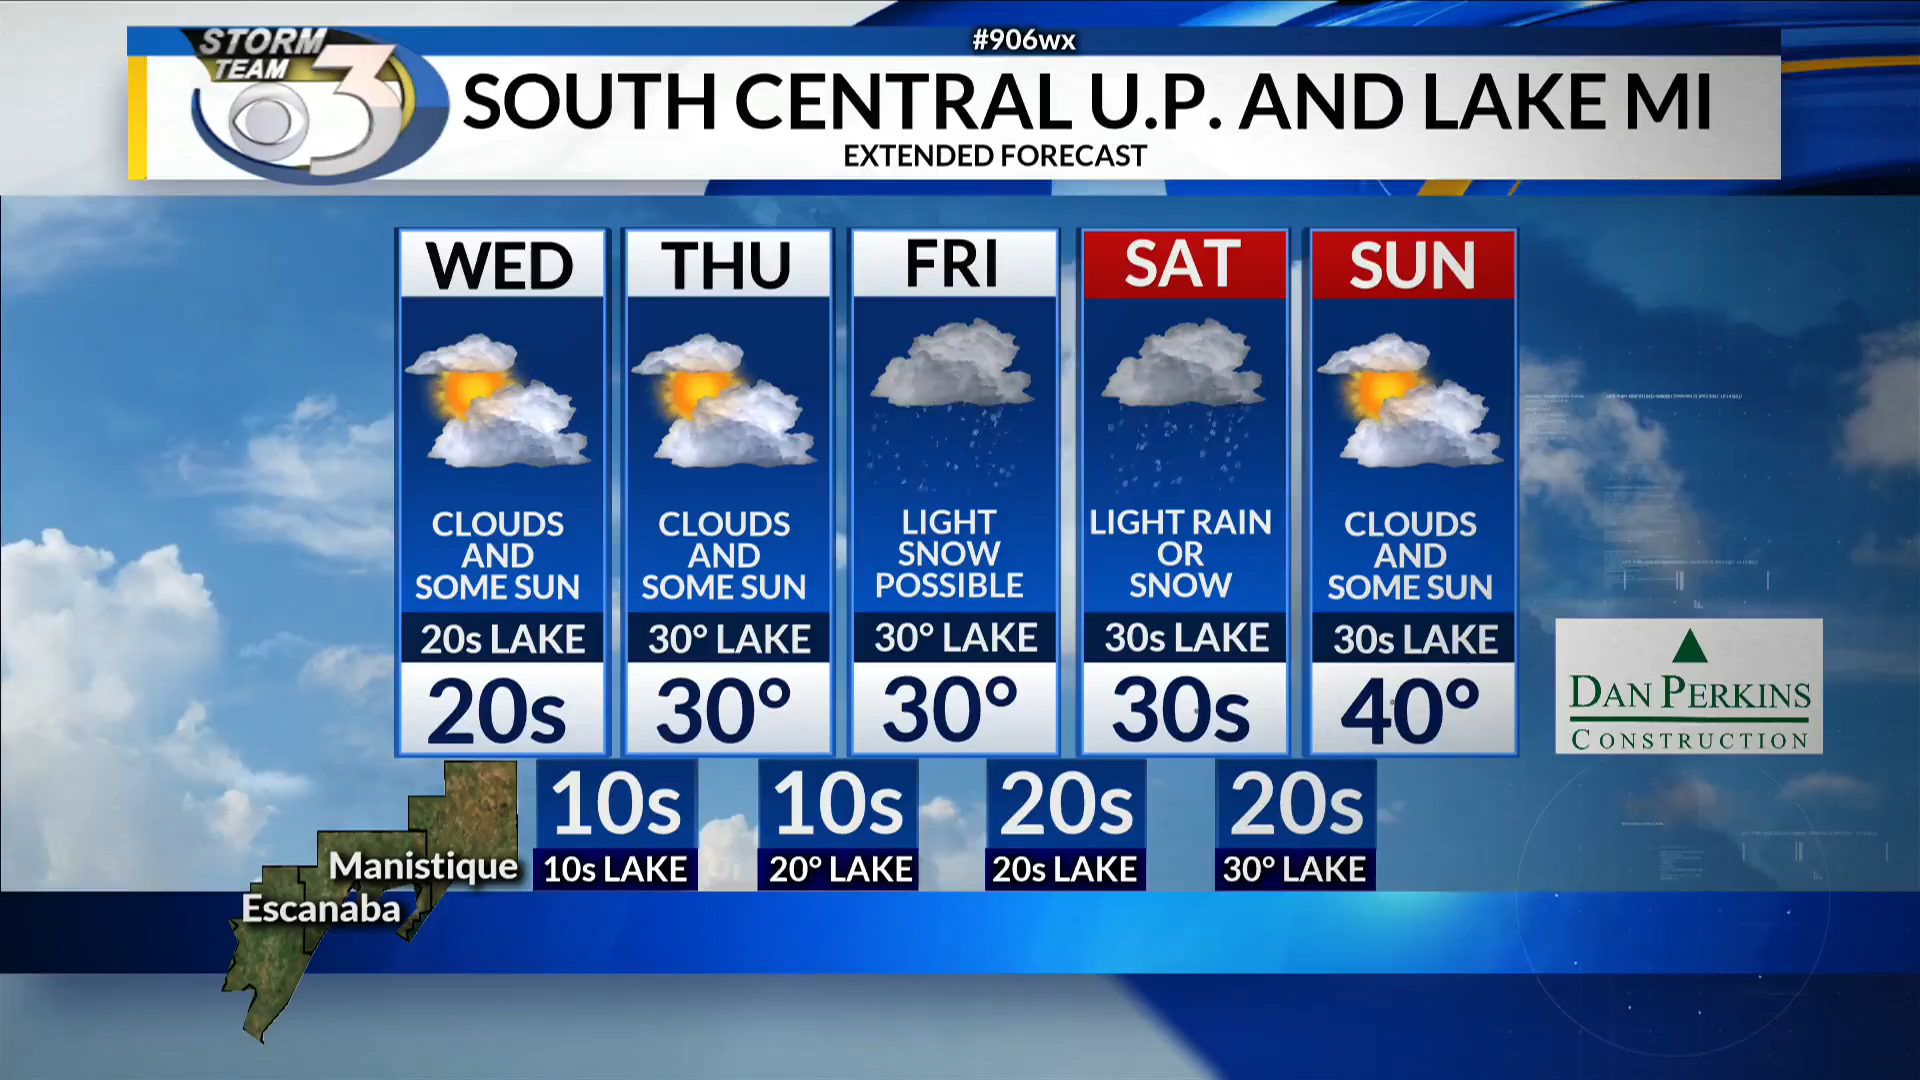 #906wx
STORM
TEAM
3
SOUTH CENTRAL U.P. AND LAKE MI
EXTENDED FORECAST
WED
CLOUDS
AND
SOME SUN
20s LAKE
20s
THU
CLOUDS
AND
SOME SUN
30° LAKE
30°
FRI
LIGHT
SNOW
POSSIBLE
30° LAKE
30°
SAT
LIGHT RAIN
OR
SNOW
30s LAKE
30s
SUN
CLOUDS
AND
SOME SUN
30s LAKE
40°
DAN PERKINS
CONSTRUCTION
10s
10s LAKE
10s
20° LAKE
20s
20s LAKE
20s
30° LAKE
Manistique
Escanaba